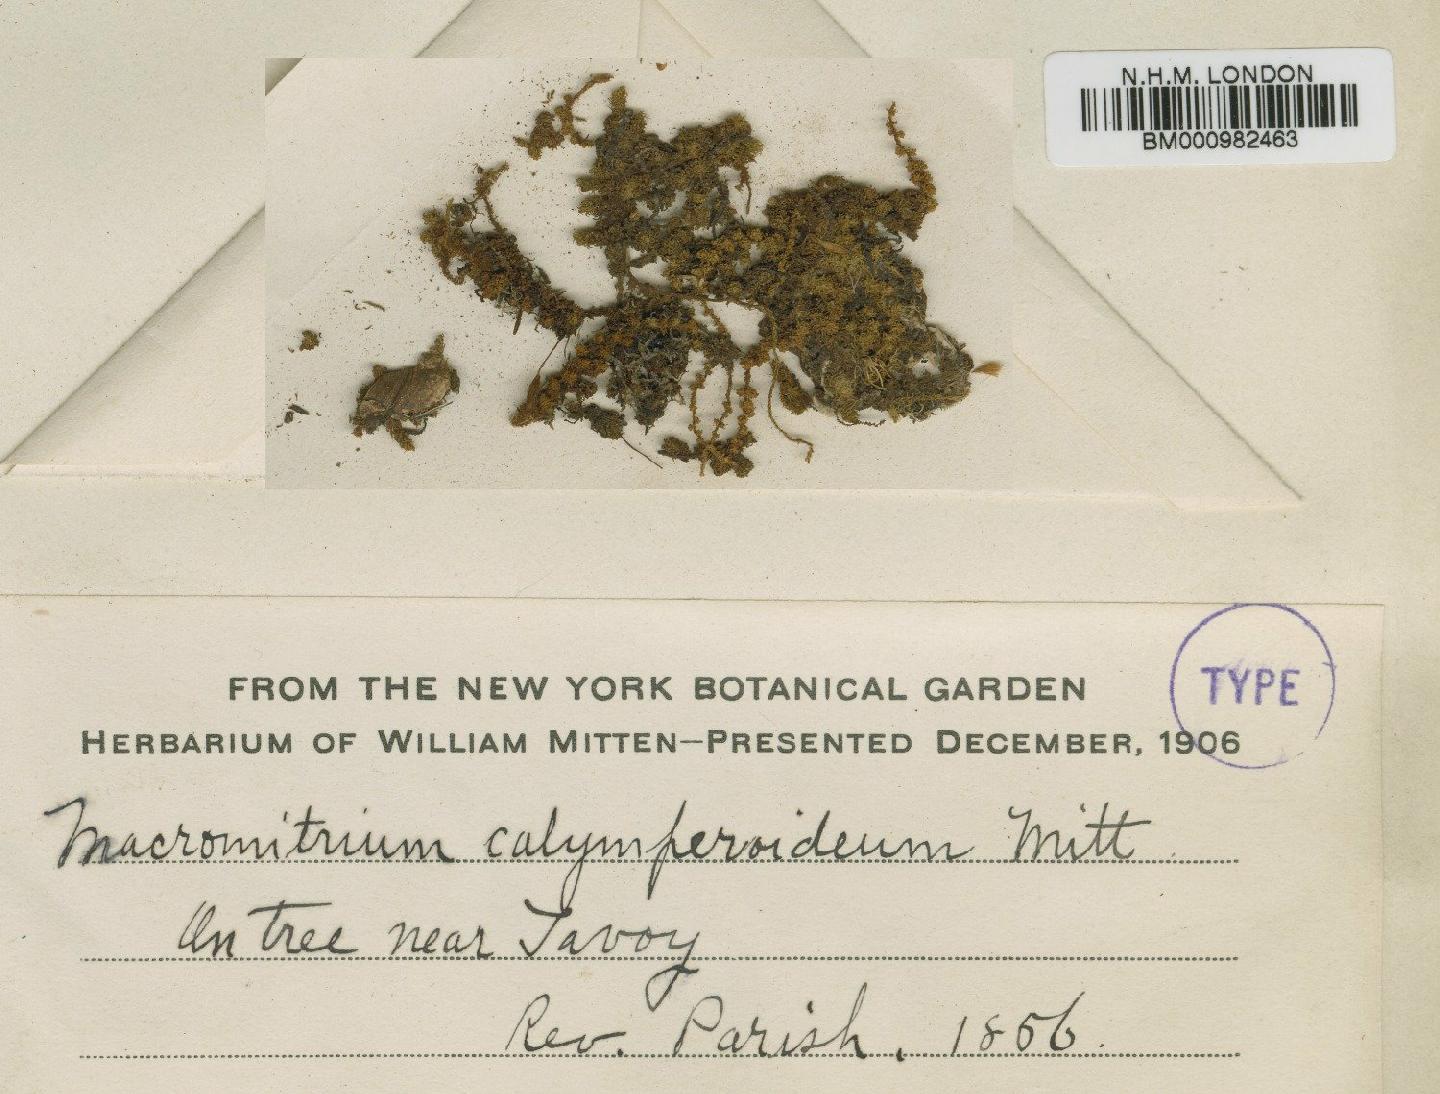 N.H.M. LONDON
BM000982463
TYPE
FROM THE NEW YORK BOTANICAL GARDEN
HERBARIUM OF WILLIAM MITTEN—PRESENTED DECEMBER, 1906
Macromitrium calymperoideum Mitt
On tree near Tavoy
Rev. Parish, 1856.